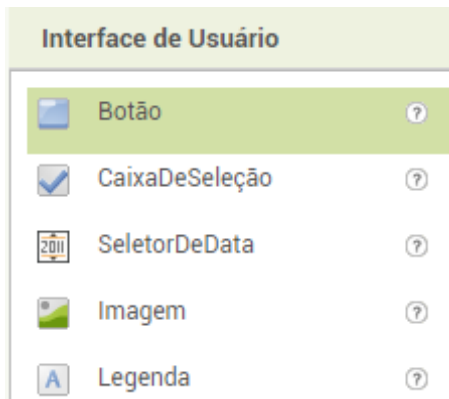 Interface de Usuário
Botão ?
CaixaDeSeleção ?
2011 SeletorDeData ?
Imagem ?
A Legenda ?